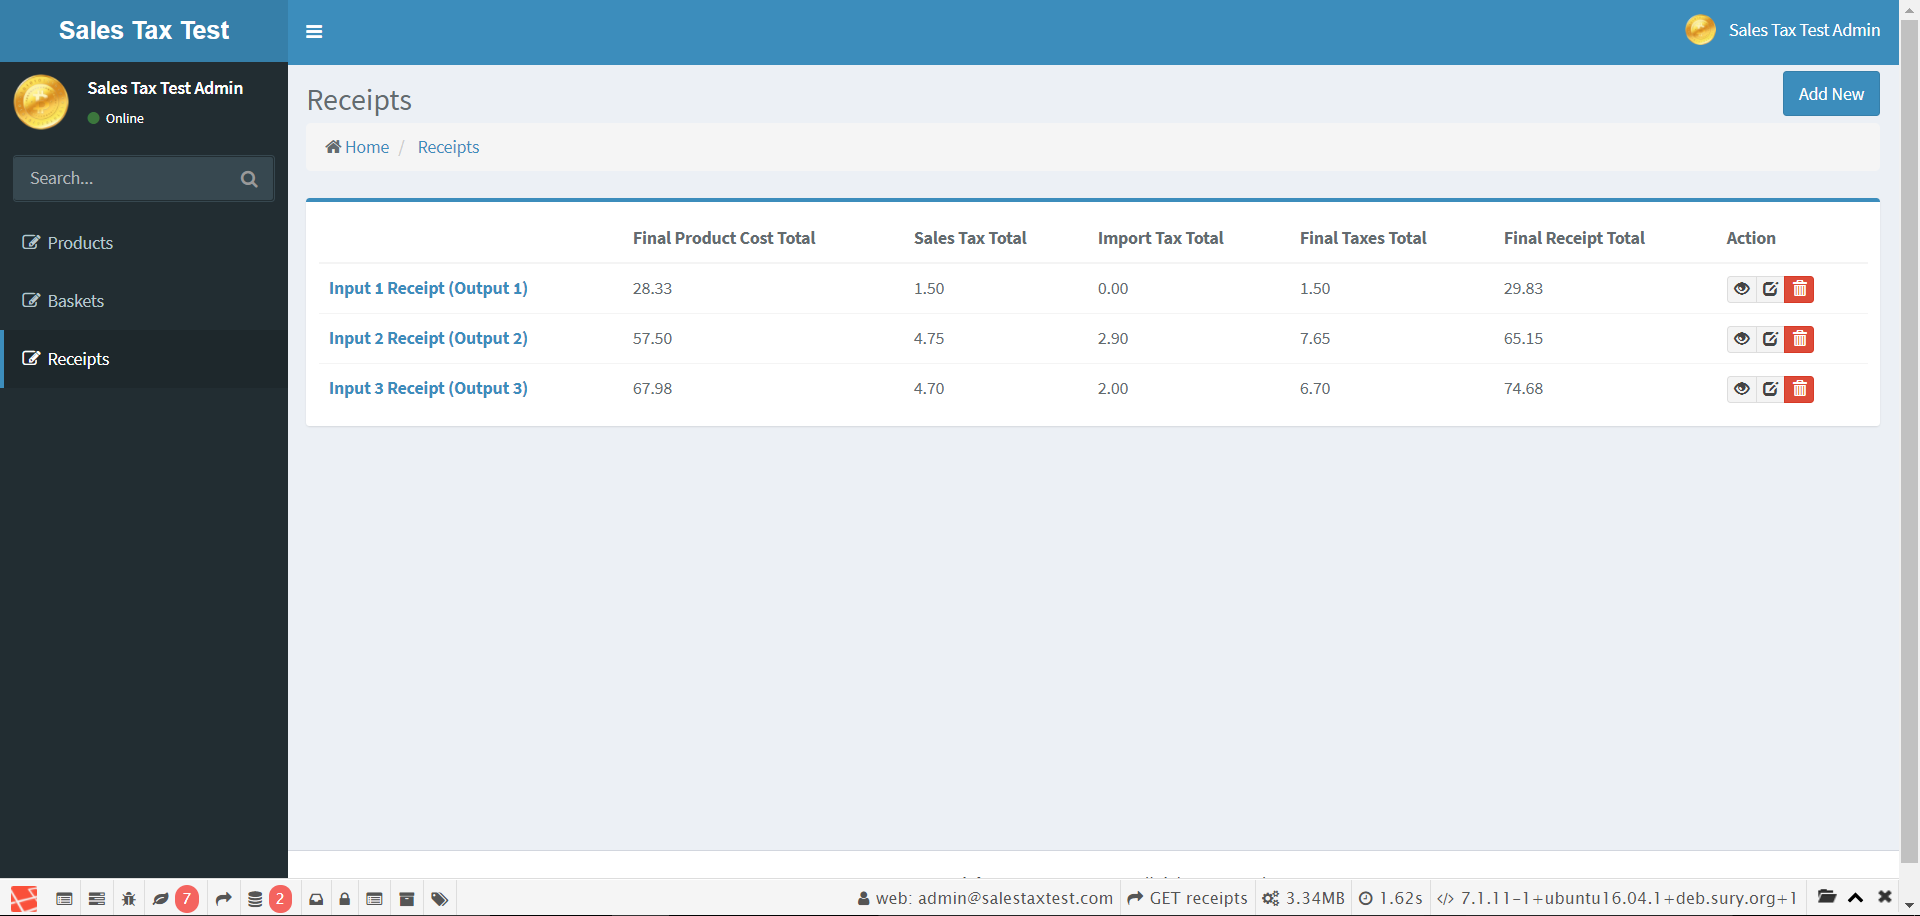 Sales Tax Test
Sales Tax Test Admin
Sales Tax Test Admin
Online
Search...
Products
Baskets
Receipts
Receipts
Add New
Home / Receipts
Final Product Cost Total Sales Tax Total Import Tax Total Final Taxes Total Final Receipt Total Action
Input 1 Receipt (Output 1) 28.33 1.50 0.00 1.50 29.83
Input 2 Receipt (Output 2) 57.50 4.75 2.90 7.65 65.15
Input 3 Receipt (Output 3) 67.98 4.70 2.00 6.70 74.68
7 2 web: admin@salestaxtest.com GET receipts 3.34MB 1.62s 7.1.11-1+ubuntu16.04.1+deb.sury.org+1